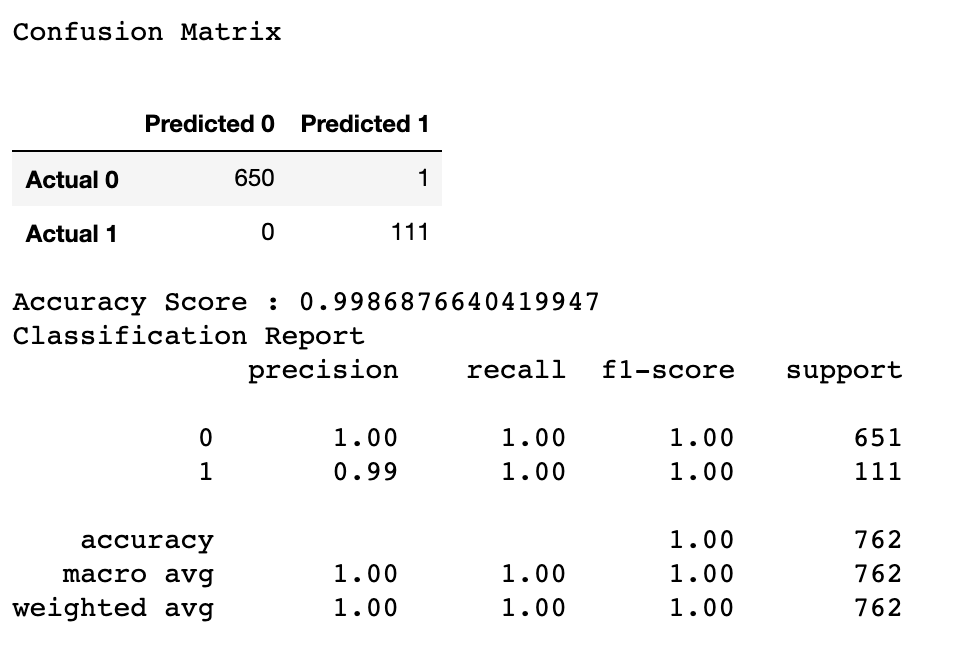 Confusion Matrix
Predicted 0 Predicted 1
Actual 0 650 1
Actual 1 0 111
Accuracy Score : 0.9986876640419947
Classification Report
precision recall f1-score support
0 1.00 1.00 1.00 651
1 0.99 1.00 1.00 111
accuracy 1.00 762
macro avg 1.00 1.00 1.00 762
weighted avg 1.00 1.00 1.00 762